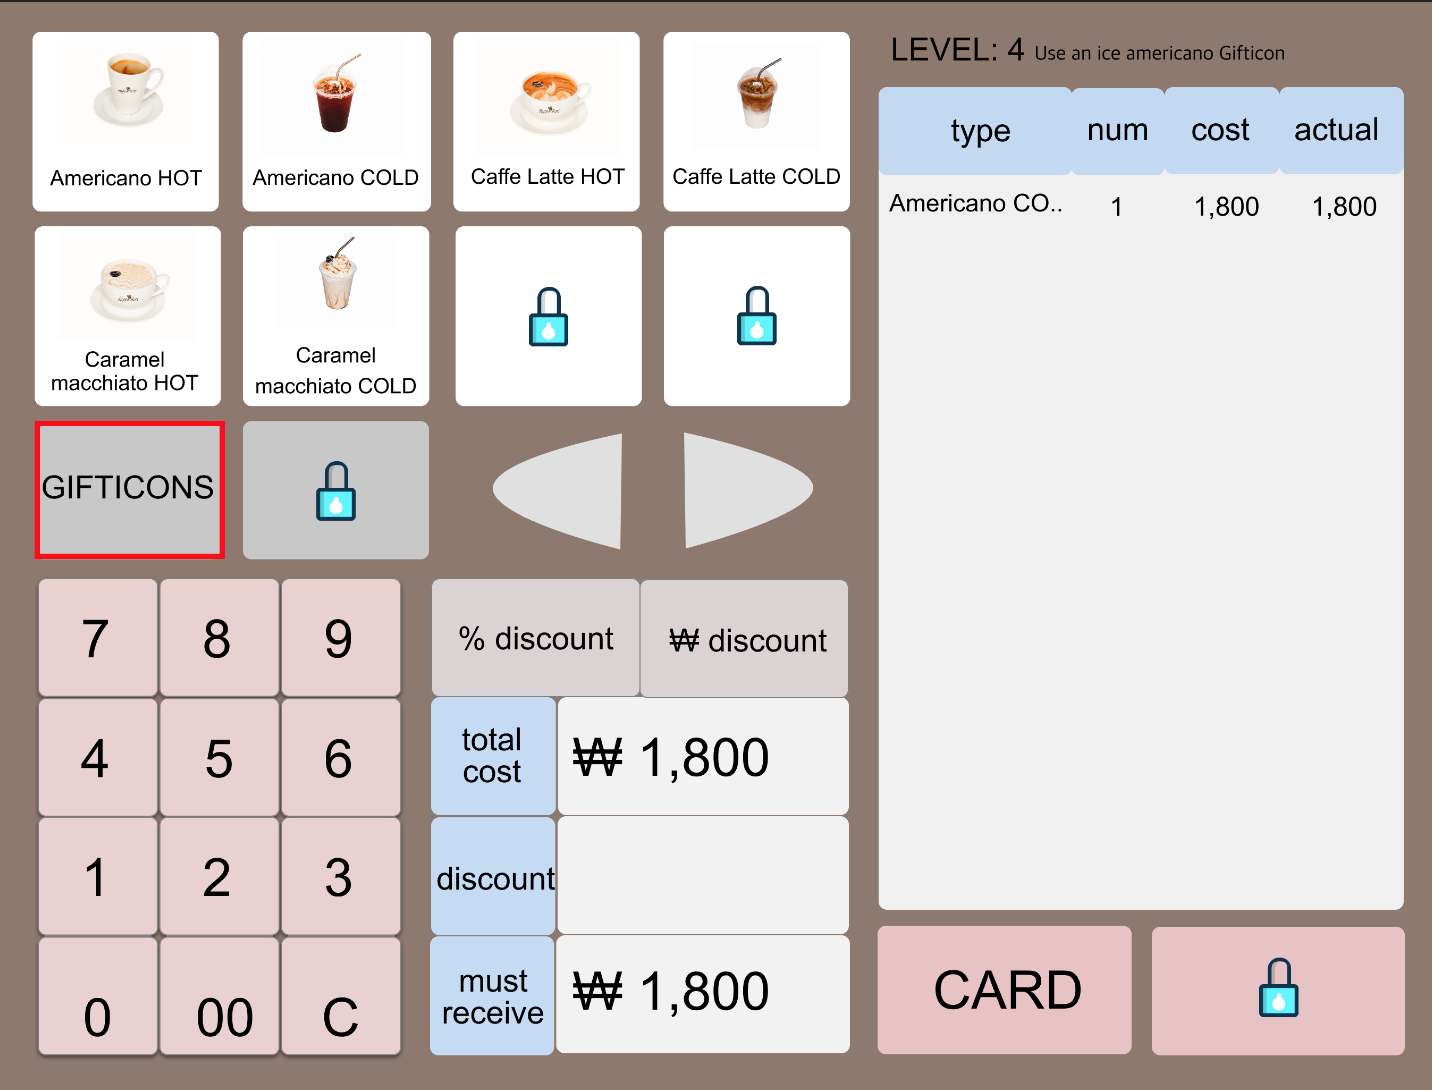 LEVEL: 4 Use an ice americano Gifticon
Americano HOT
Americano COLD
Caffe Latte HOT
Caffe Latte COLD
Caramel
macchiato HOT
Caramel
macchiato COLD
GIFTICONS
type num cost actual
Americano CO.. 1 1,800 1,800
7 8 9
4 5 6
1 2 3
0 00 C
% discount
₩ discount
total
cost
₩ 1,800
discount
must
receive
₩ 1,800
CARD